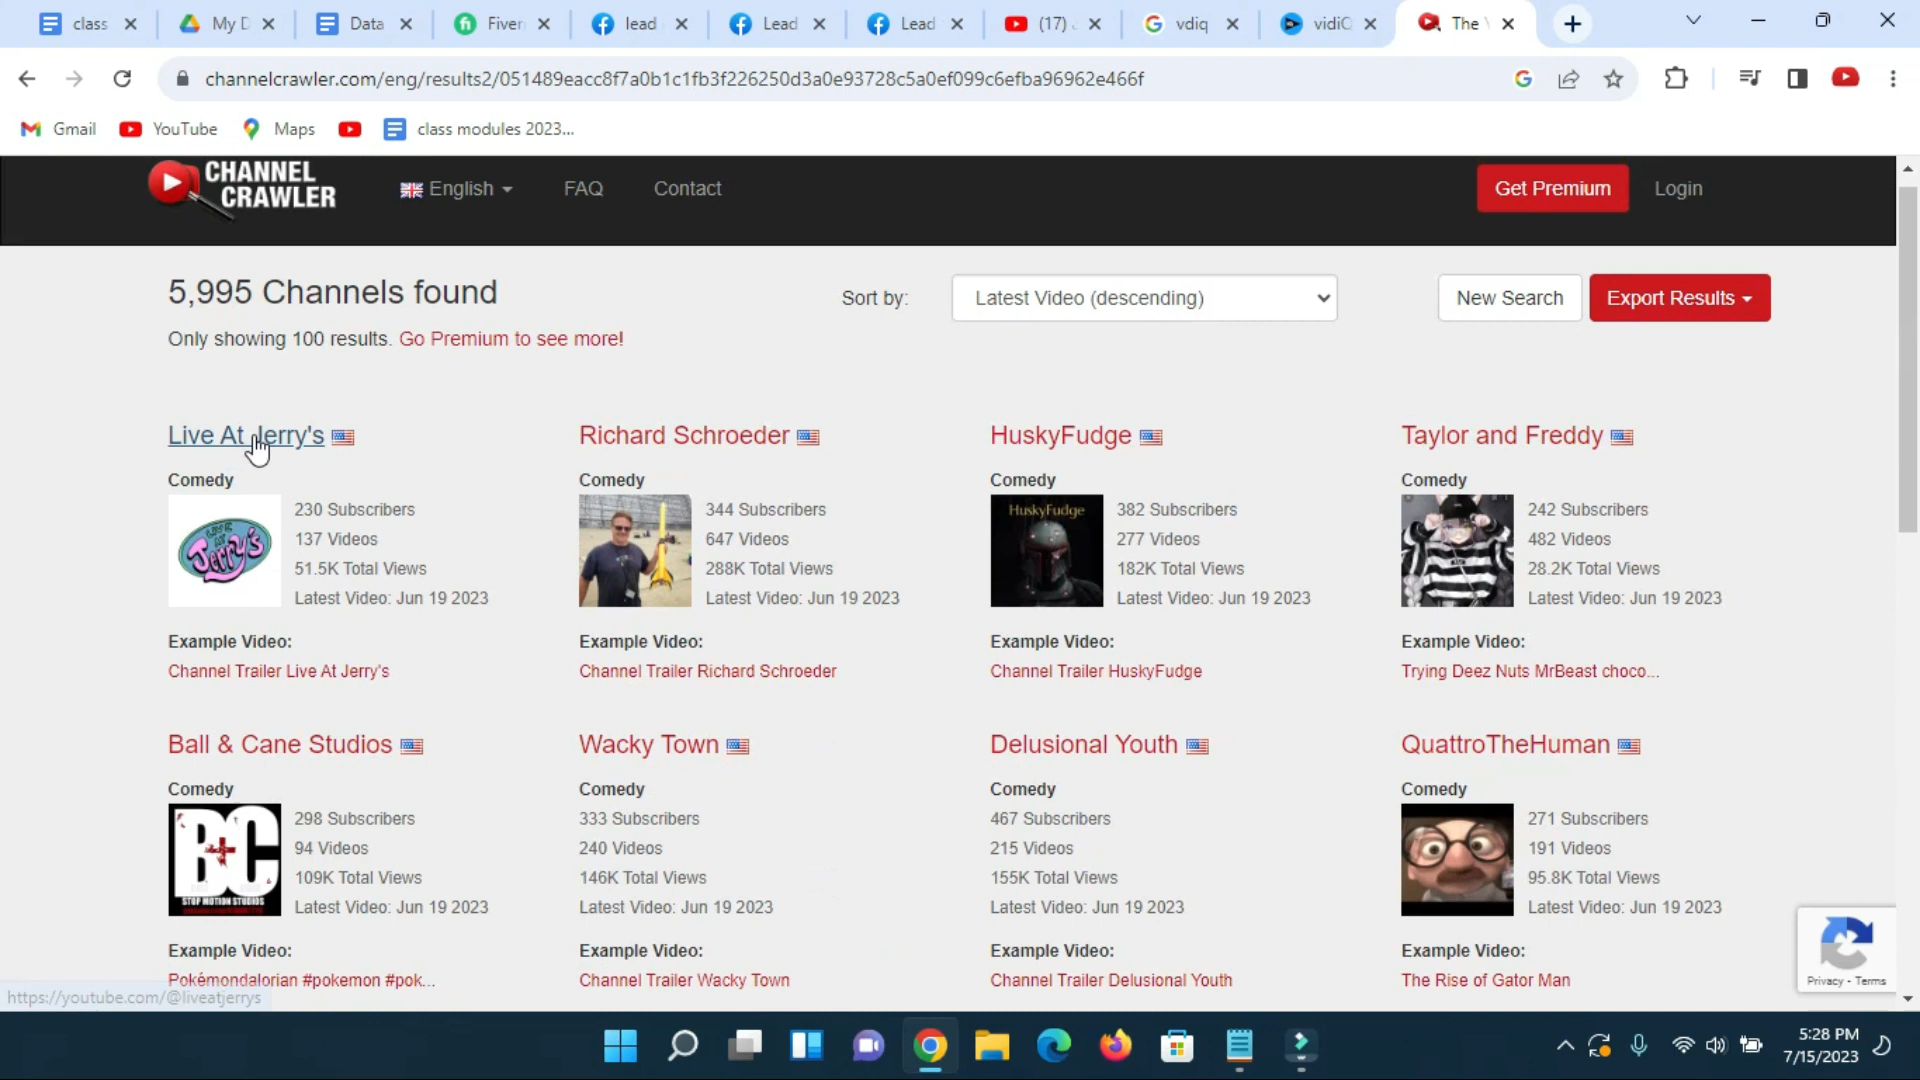 class
My D
Data
Fiver
lead
Lead
Lead
(17)
vdiq
vidiQ
The
channelcrawler.com/eng/results2/051489eacc8f7a0b1c1fb3f226250d3a0e93728c5a0ef099c6efba96962e466f
Gmail
YouTube
Maps
class modules 2023...
CHANNEL
CRAWLER
English
FAQ
Contact
Get Premium
Login
5,995 Channels found
Sort by:
Latest Video (descending)
New Search
Export Results
Only showing 100 results. Go Premium to see more!
Live At Jerry's
Comedy
LIVE AT Jerry's
230 Subscribers
137 Videos
51.5K Total Views
Latest Video: Jun 19 2023
Example Video:
Channel Trailer Live At Jerry's
Richard Schroeder
Comedy
344 Subscribers
647 Videos
288K Total Views
Latest Video: Jun 19 2023
Example Video:
Channel Trailer Richard Schroeder
HuskyFudge
Comedy
HuskyFudge
382 Subscribers
277 Videos
182K Total Views
Latest Video: Jun 19 2023
Example Video:
Channel Trailer HuskyFudge
Taylor and Freddy
Comedy
242 Subscribers
482 Videos
28.2K Total Views
Latest Video: Jun 19 2023
Example Video:
Trying Deez Nuts MrBeast choco...
Ball & Cane Studios
Comedy
B+C
STOP MOTION STUDIOS
298 Subscribers
94 Videos
109K Total Views
Latest Video: Jun 19 2023
Example Video:
Pokémondalorian #pokemon #pok...
Wacky Town
Comedy
333 Subscribers
240 Videos
146K Total Views
Latest Video: Jun 19 2023
Example Video:
Channel Trailer Wacky Town
Delusional Youth
Comedy
467 Subscribers
215 Videos
155K Total Views
Latest Video: Jun 19 2023
Example Video:
Channel Trailer Delusional Youth
QuattroTheHuman
Comedy
271 Subscribers
191 Videos
95.8K Total Views
Latest Video: Jun 19 2023
Example Video:
The Rise of Gator Man
Privacy - Terms
https://youtube.com/@liveatjerrys
5:28 PM
7/15/2023